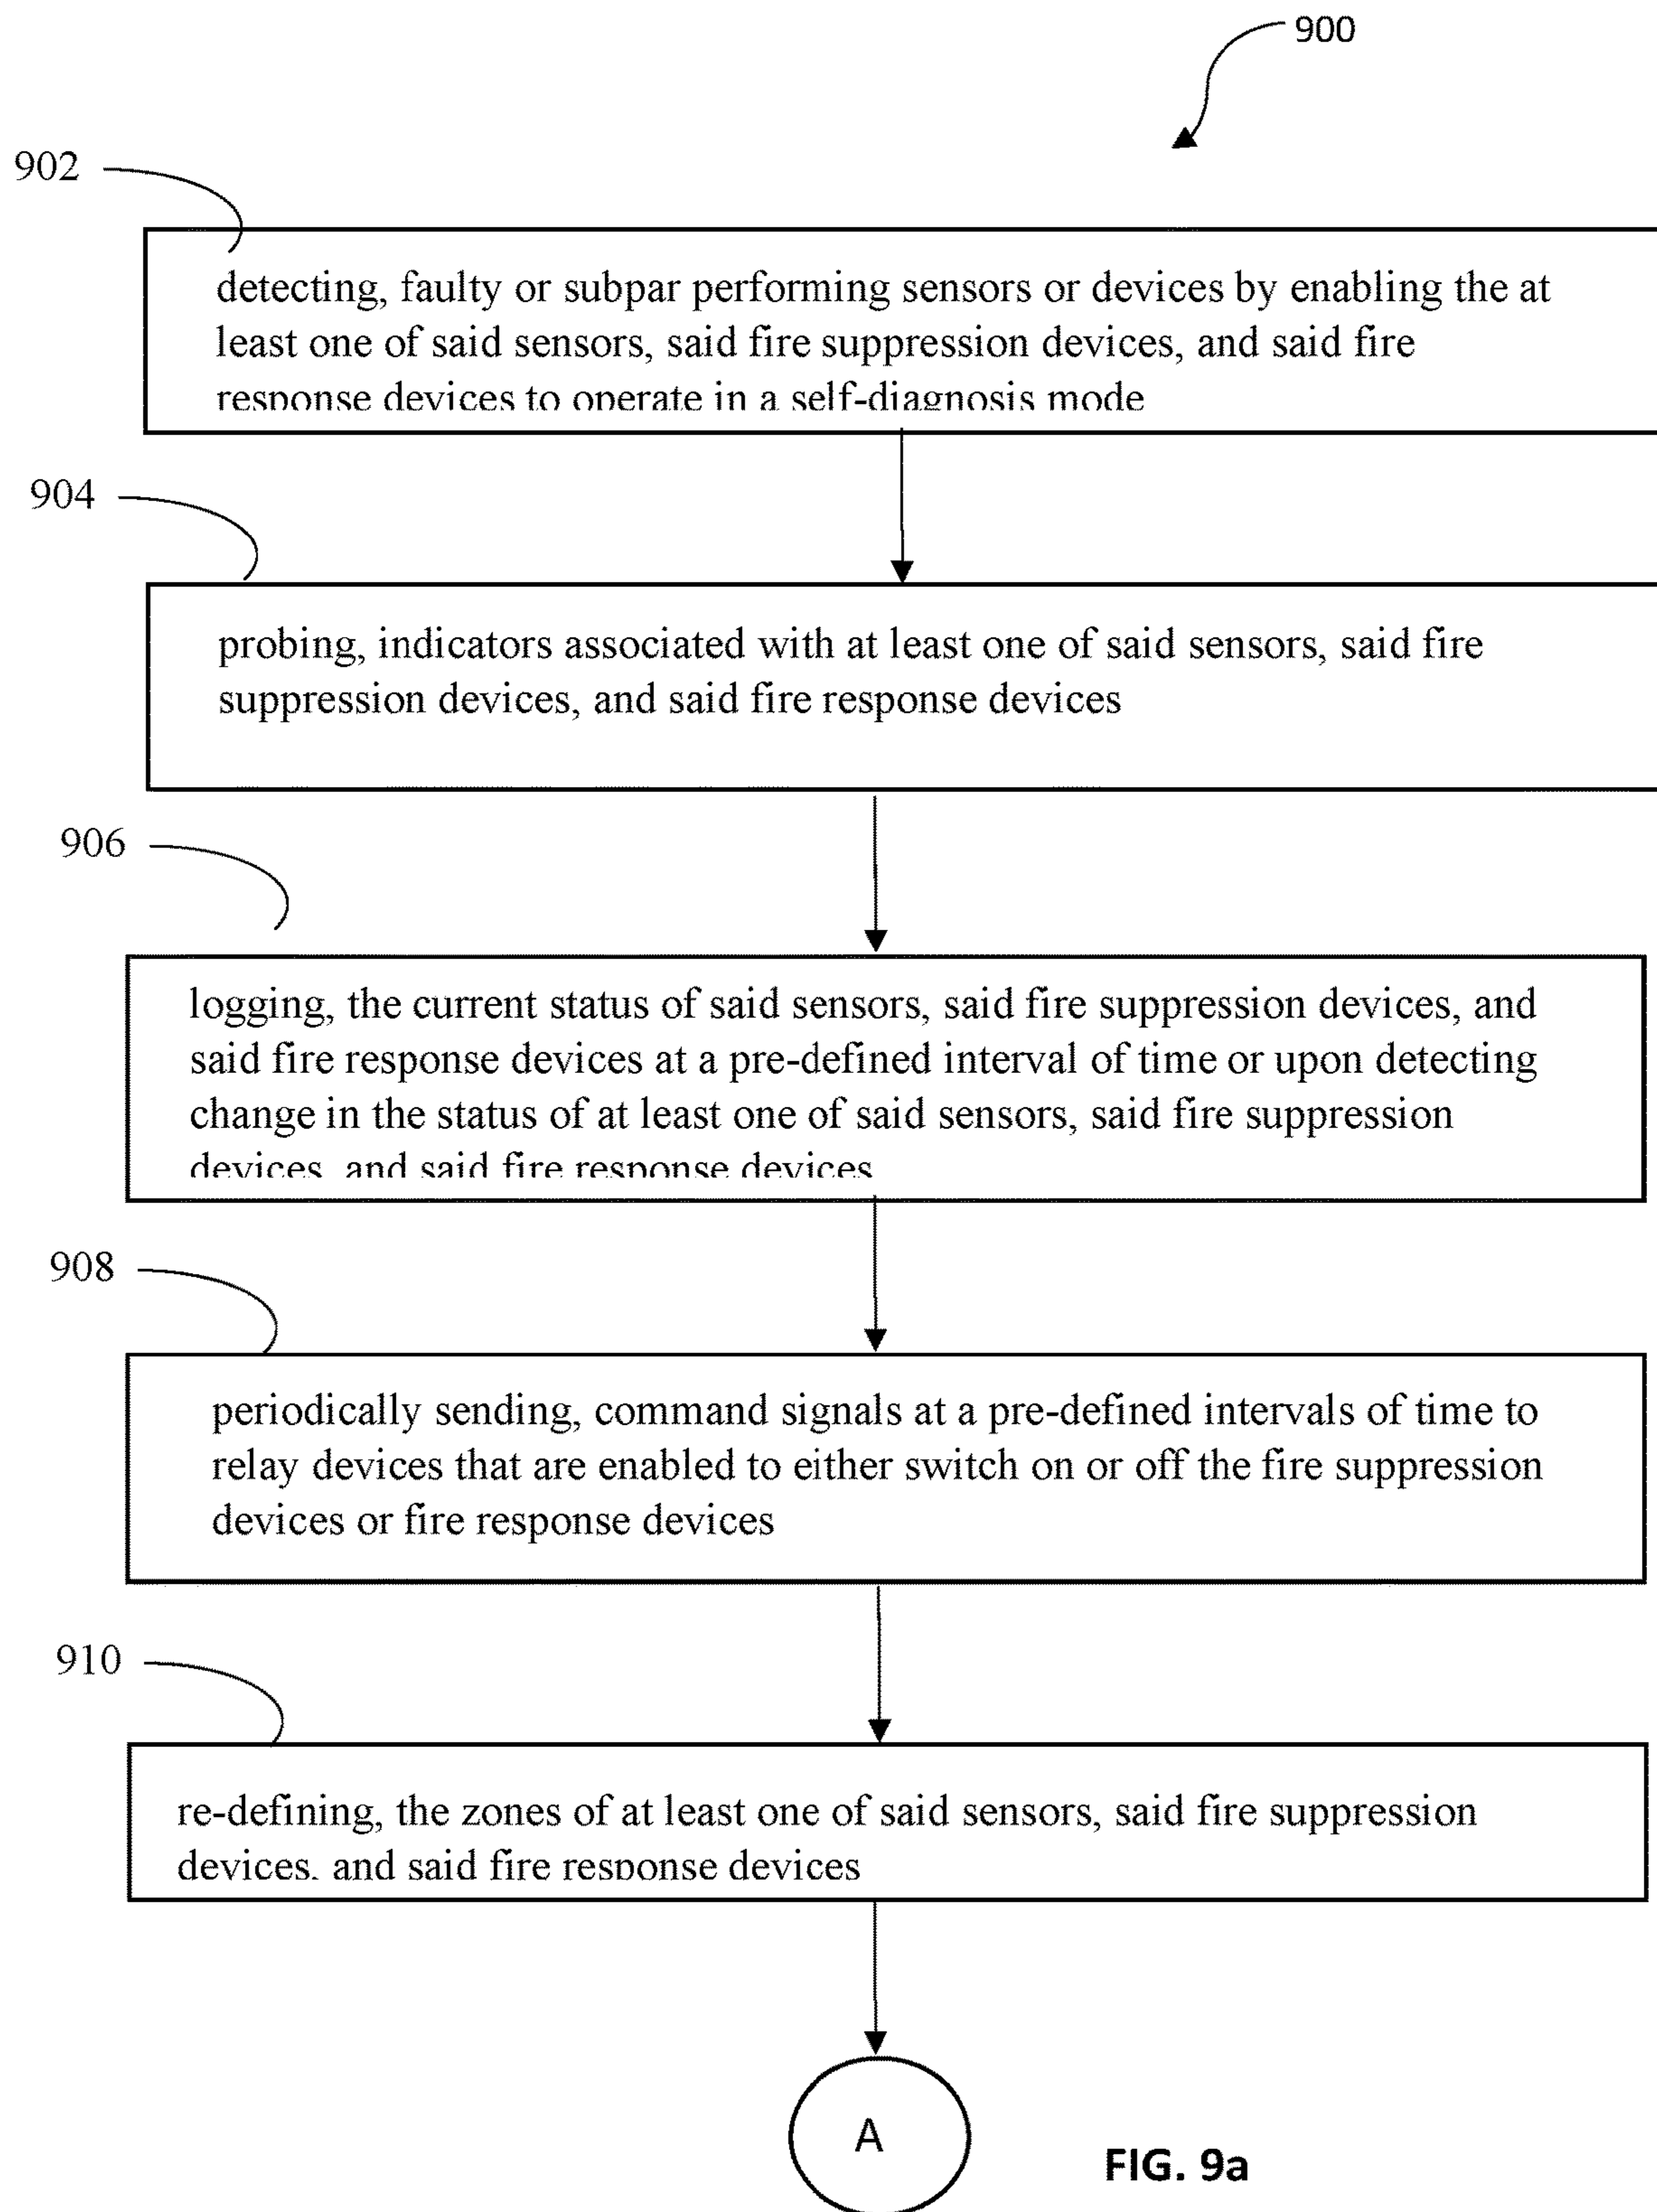 900
902
detecting, faulty or subpar performing sensors or devices by enabling the at
least one of said sensors, said fire suppression devices, and said fire
response devices to operate in a self-diagnosis mode
904
probing, indicators associated with at least one of said sensors, said fire
suppression devices, and said fire response devices
906
logging, the current status of said sensors, said fire suppression devices, and
said fire response devices at a pre-defined interval of time or upon detecting
change in the status of at least one of said sensors, said fire suppression
devices, and said fire response devices
908
periodically sending, command signals at a pre-defined intervals of time to
relay devices that are enabled to either switch on or off the fire suppression
devices or fire response devices
910
re-defining, the zones of at least one of said sensors, said fire suppression
devices, and said fire response devices
A
FIG. 9a